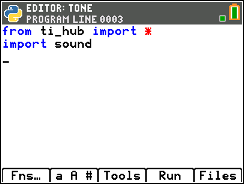 EDITOR: TONE
PROGRAM LINE 0003
from ti_hub import *
import sound
_
Fns… a A # Tools Run Files